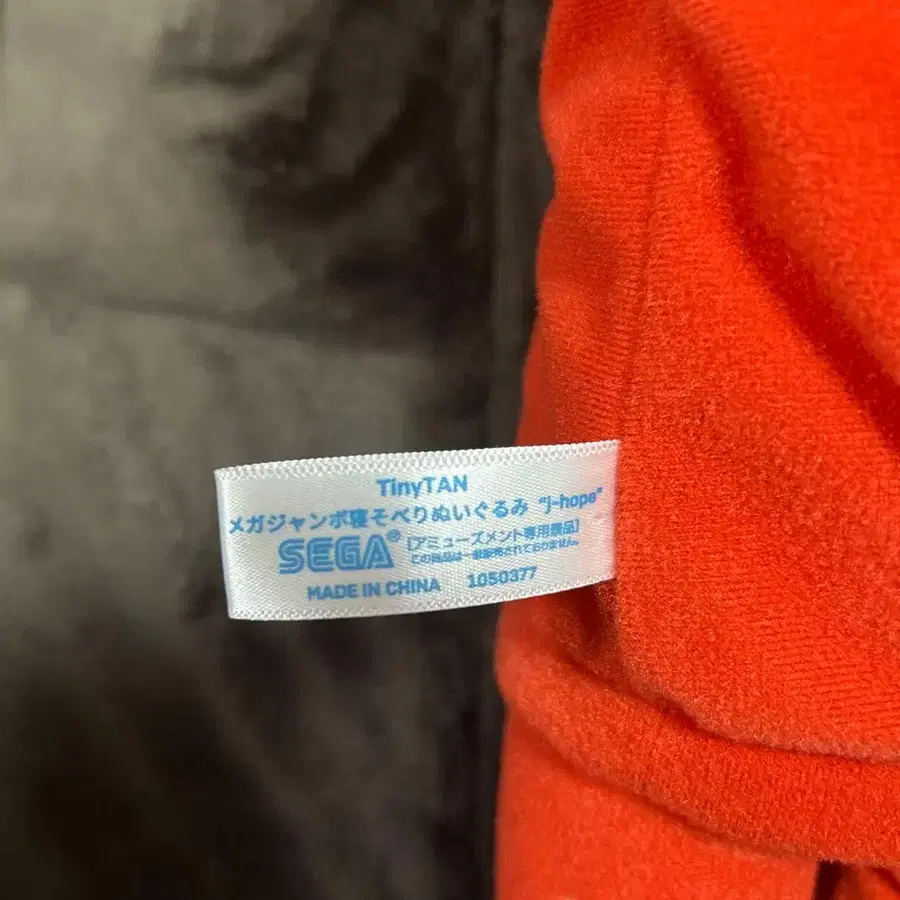 TinyTAN
メガジャンボ寝そべりぬいぐるみ “j-hope”
SEGA®
[アミューズメント専用景品]
この商品は一般販売されておりません。
MADE IN CHINA 1050377